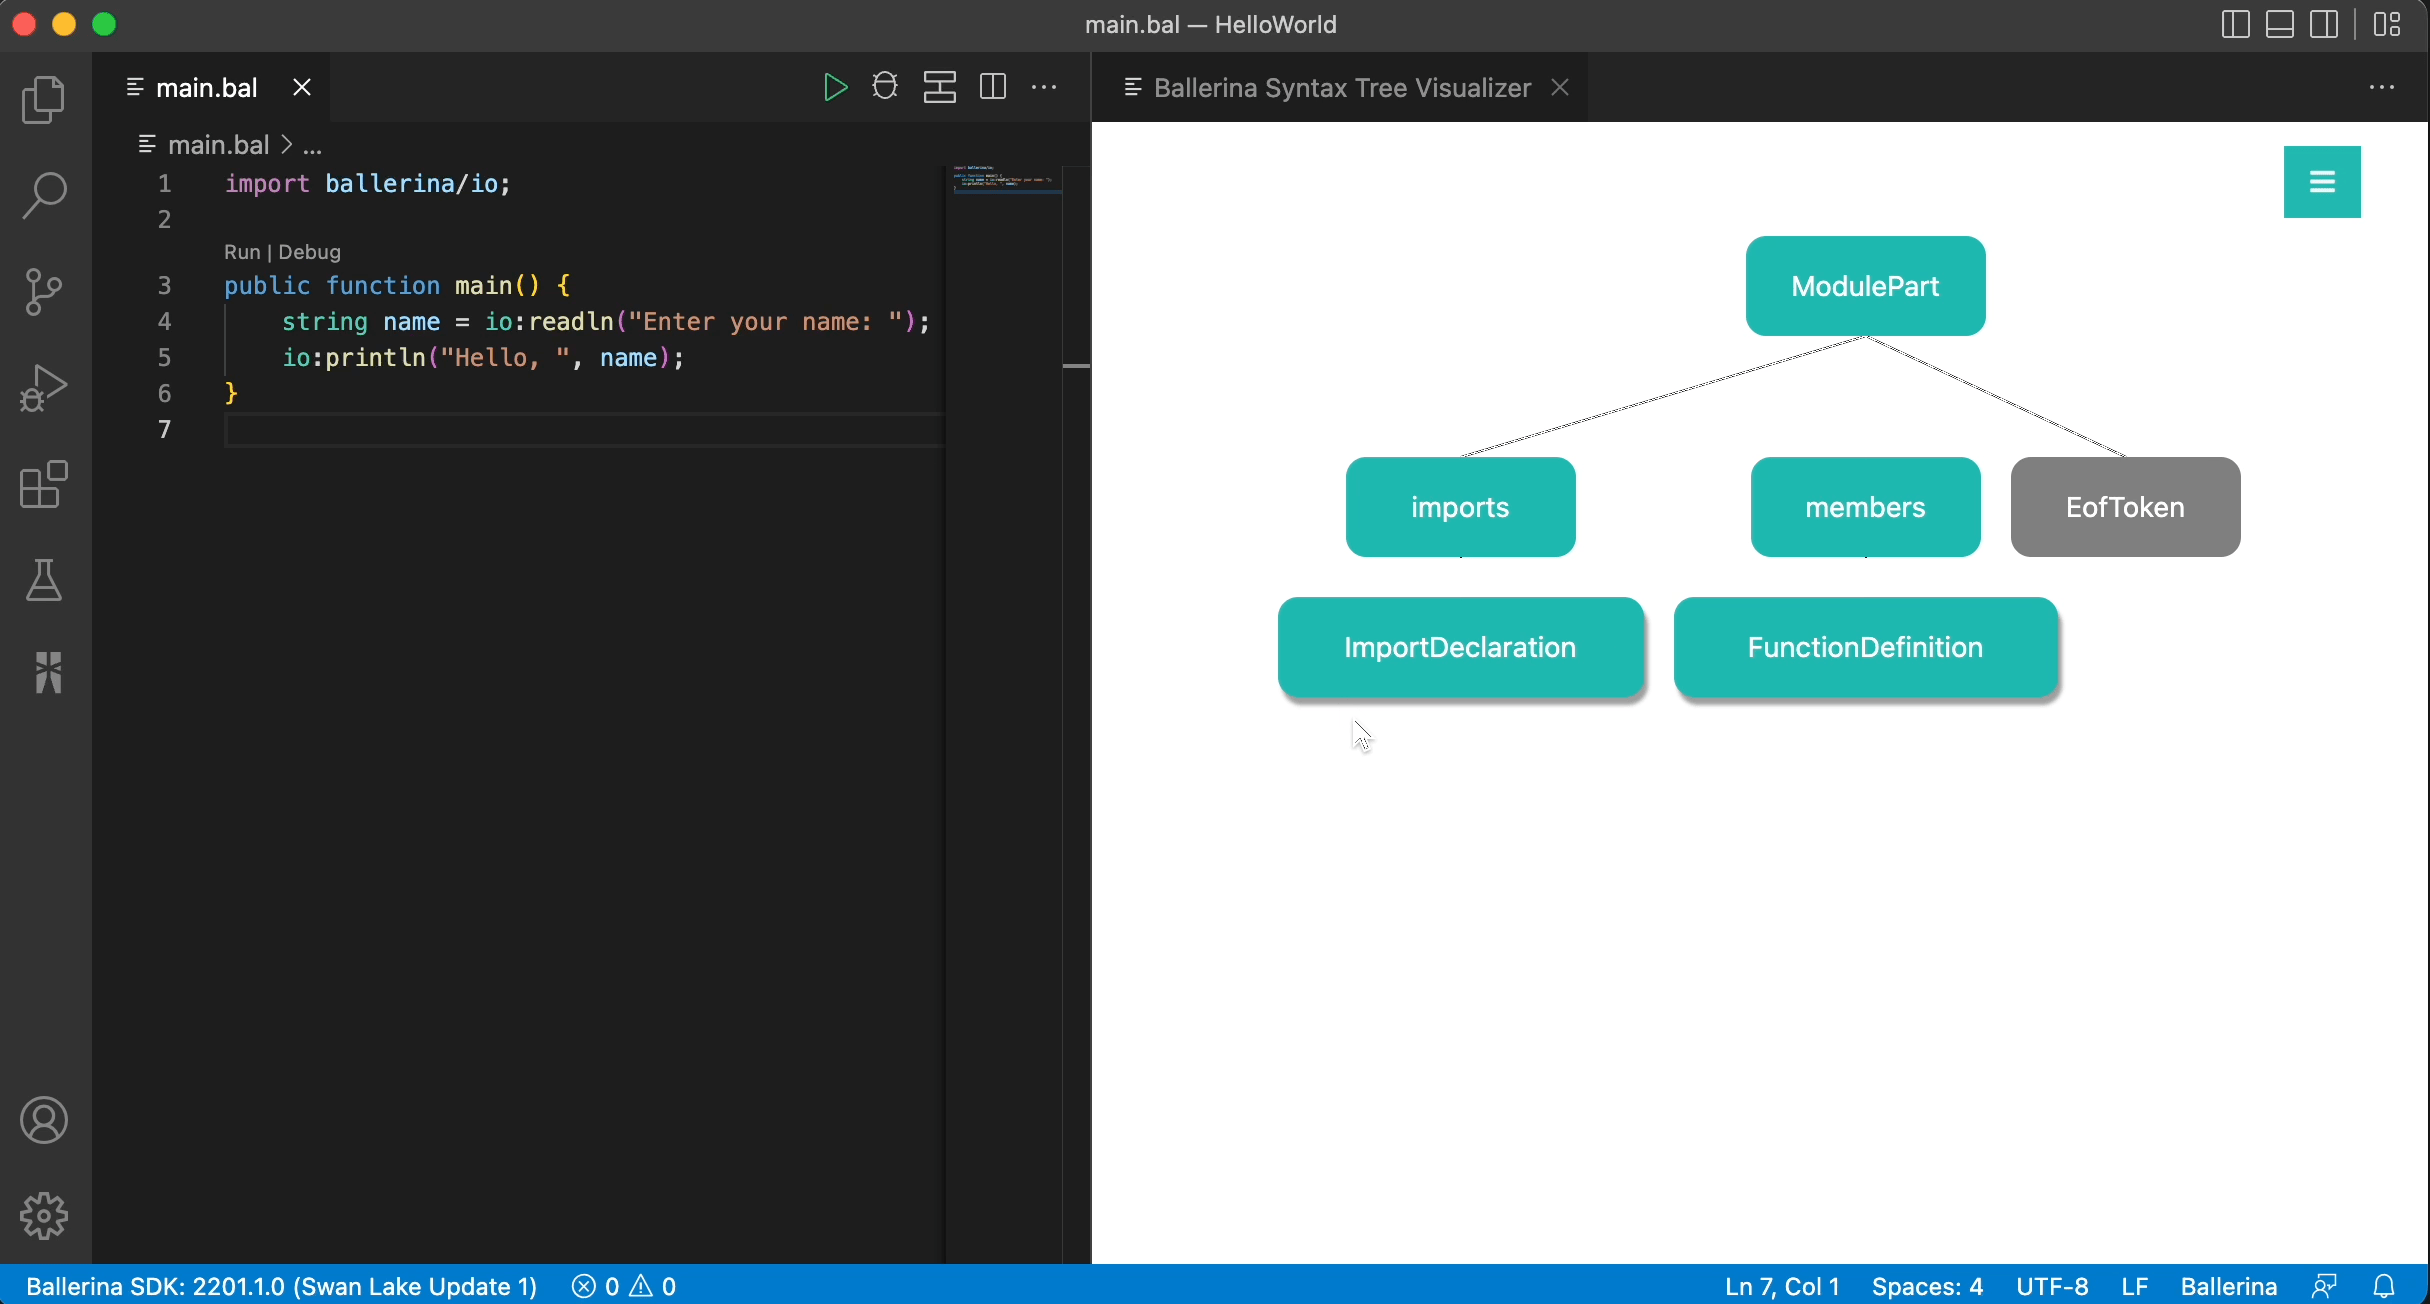 main.bal — HelloWorld
main.bal
Ballerina Syntax Tree Visualizer
main.bal > ...
1 import ballerina/io;
2
Run | Debug
3 public function main() {
4 string name = io:readln("Enter your name: ");
5 io:println("Hello, ", name);
6 }
7
ModulePart
imports
members
EofToken
ImportDeclaration
FunctionDefinition
Ballerina SDK: 2201.1.0 (Swan Lake Update 1) 0 0 Ln 7, Col 1 Spaces: 4 UTF-8 LF Ballerina